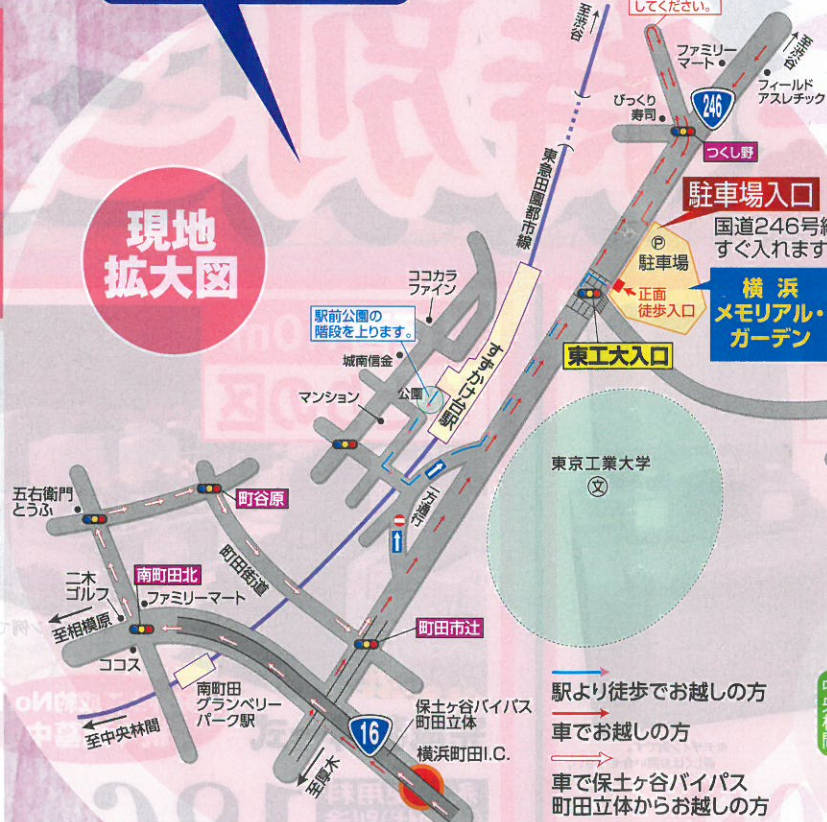 してください。
至渋谷
ファミリー
マート
至渋谷
フィールド
アスレチック
246
びっくり
寿司
つくし野
東急田園都市線
駐車場入口
国道246号線
すぐ入れます
P
駐車場
正面
徒歩入口
横浜
メモリアル・
ガーデン
現地
拡大図
ココカラ
ファイン
駅前公園の
階段を上ります。
城南信金
すずかけ台駅
公園
マンション
東工大入口
東京工業大学
文
一方通行
五右衛門
とうふ
町谷原
町田街道
南町田北
二木
ゴルフ
ファミリーマート
至相模原
ココス
町田市辻
南町田
グランベリー
パーク駅
至中央林間
16
保土ヶ谷バイパス
町田立体
横浜町田I.C.
至厚木
駅より徒歩でお越しの方
車でお越しの方
車で保土ヶ谷バイパス
町田立体からお越しの方
中央林間